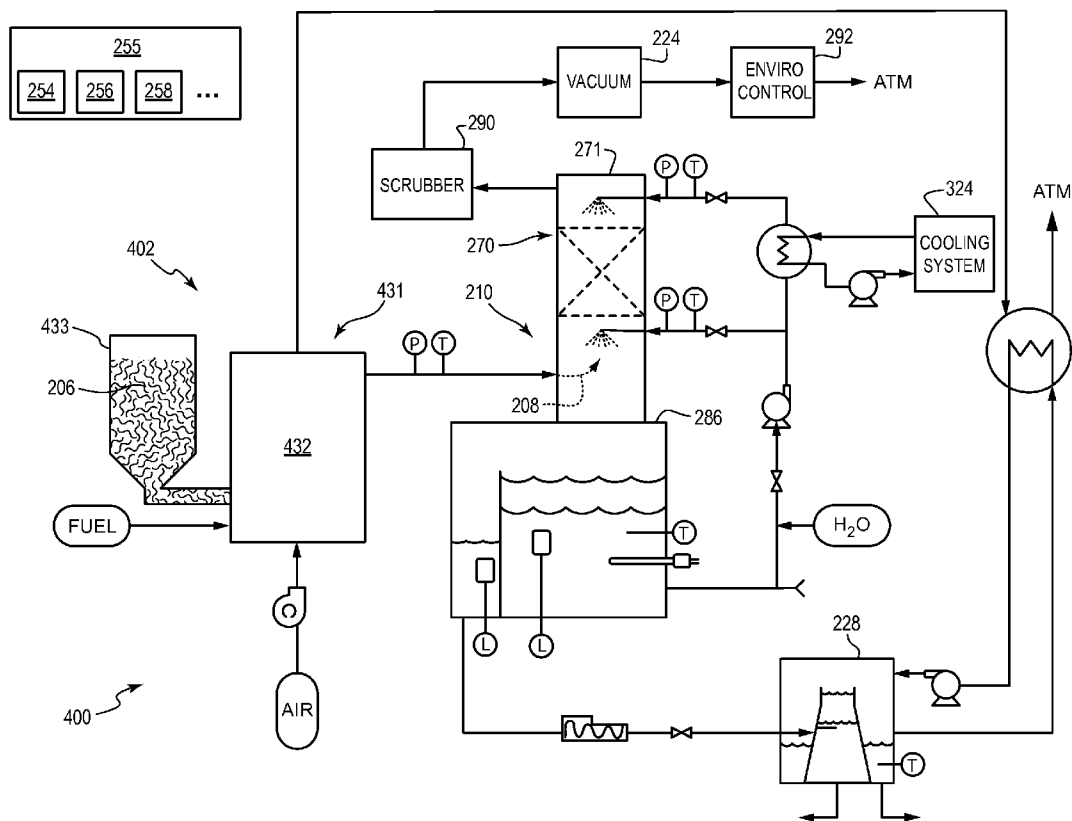 255
254 256 258 ...
224
VACUUM
292
ENVIRO
CONTROL
ATM
290
SCRUBBER
271
P T
324
COOLING
SYSTEM
ATM
402
270
433
431
210
P T
P T
206
208
286
432
FUEL
T
H₂O
L
L
228
AIR
400
T